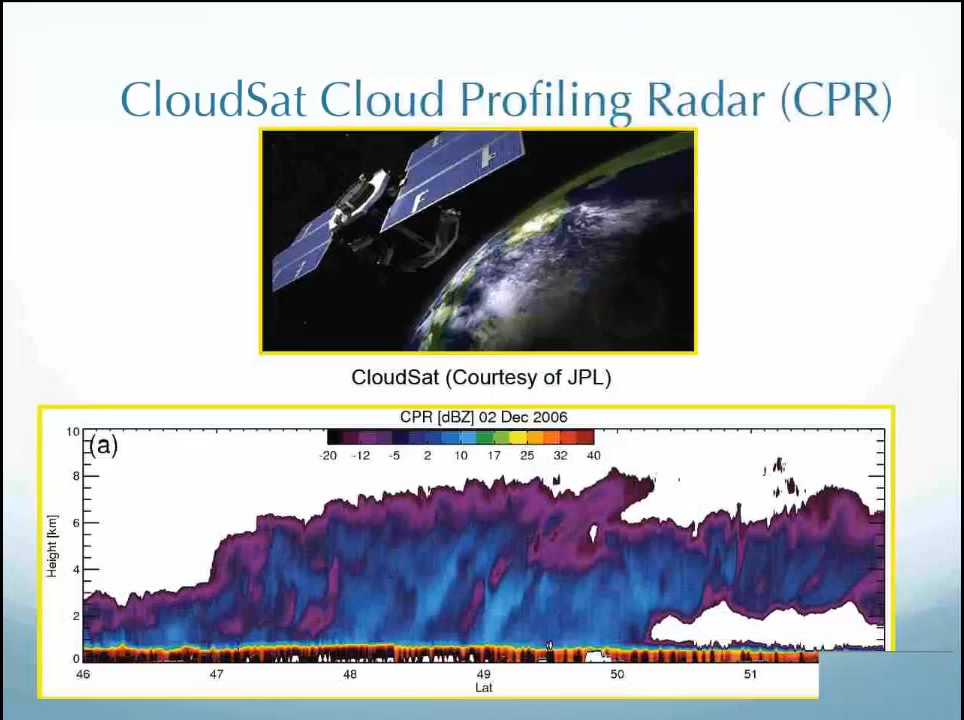 CloudSat Cloud Profiling Radar (CPR)
CloudSat (Courtesy of JPL)
CPR [dBZ] 02 Dec 2006
(a)
-20 -12 -5 2 10 17 25 32 40
Height [km]
10
8
6
4
2
0
46 47 48 49 50 51
Lat